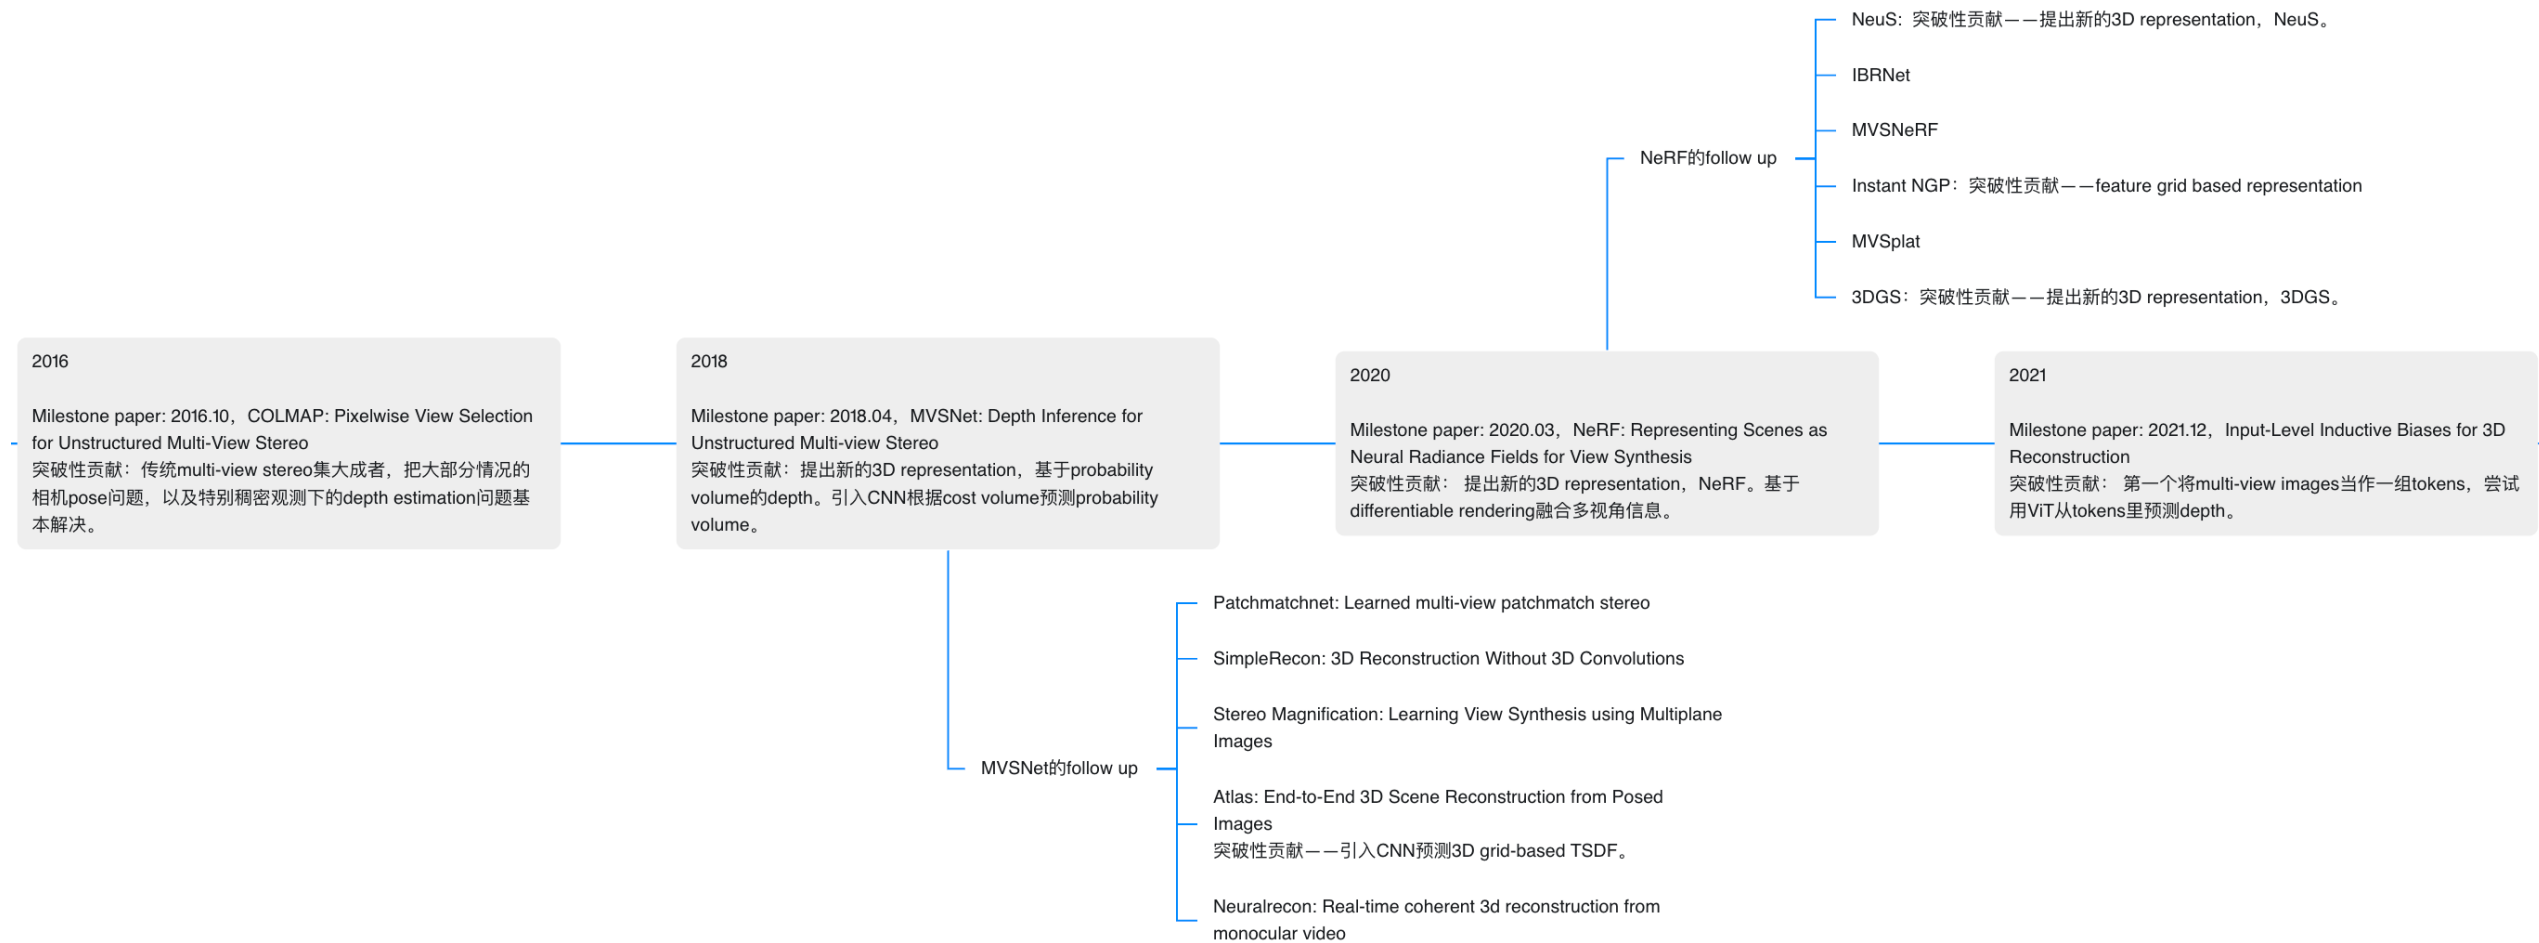 NeuS：突破性贡献——提出新的3D representation，NeuS。
IBRNet
MVSNeRF
NeRF的follow up
Instant NGP：突破性贡献——feature grid based representation
MVSplat
3DGS：突破性贡献——提出新的3D representation，3DGS。
2016
Milestone paper: 2016.10，COLMAP: Pixelwise View Selection
for Unstructured Multi-View Stereo
突破性贡献：传统multi-view stereo集大成者，把大部分情况的
相机pose问题，以及特别稠密观测下的depth estimation问题基
本解决。
2018
Milestone paper: 2018.04，MVSNet: Depth Inference for
Unstructured Multi-view Stereo
突破性贡献：提出新的3D representation，基于probability
volume的depth。引入CNN根据cost volume预测probability
volume。
2020
Milestone paper: 2020.03，NeRF: Representing Scenes as
Neural Radiance Fields for View Synthesis
突破性贡献： 提出新的3D representation，NeRF。基于
differentiable rendering融合多视角信息。
2021
Milestone paper: 2021.12，Input-Level Inductive Biases for 3D
Reconstruction
突破性贡献： 第一个将multi-view images当作一组tokens，尝试
用ViT从tokens里预测depth。
MVSNet的follow up
Patchmatchnet: Learned multi-view patchmatch stereo
SimpleRecon: 3D Reconstruction Without 3D Convolutions
Stereo Magnification: Learning View Synthesis using Multiplane
Images
Atlas: End-to-End 3D Scene Reconstruction from Posed
Images
突破性贡献——引入CNN预测3D grid-based TSDF。
Neuralrecon: Real-time coherent 3d reconstruction from
monocular video